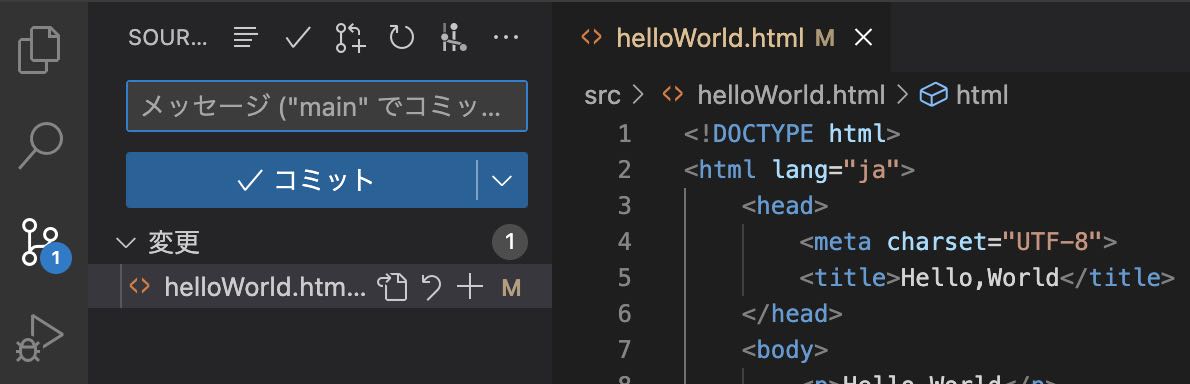 SOUR...
メッセージ ("main" でコミッ...
コミット
変更
1
1
helloWorld.htm...
M
helloWorld.html M
src > helloWorld.html > html
1 <!DOCTYPE html>
2 <html lang="ja">
3 <head>
4 <meta charset="UTF-8">
5 <title>Hello,World</title>
6 </head>
7 <body>
8 <p>Hello World</p>